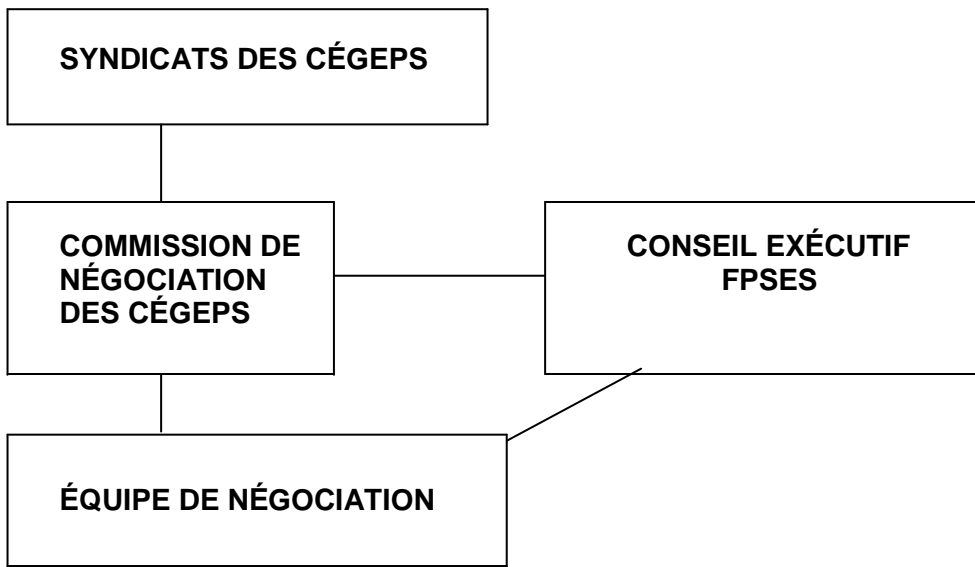 SYNDICATS DES CÉGEPS
COMMISSION DE
NÉGOCIATION
DES CÉGEPS
CONSEIL EXÉCUTIF
FPSES
ÉQUIPE DE NÉGOCIATION